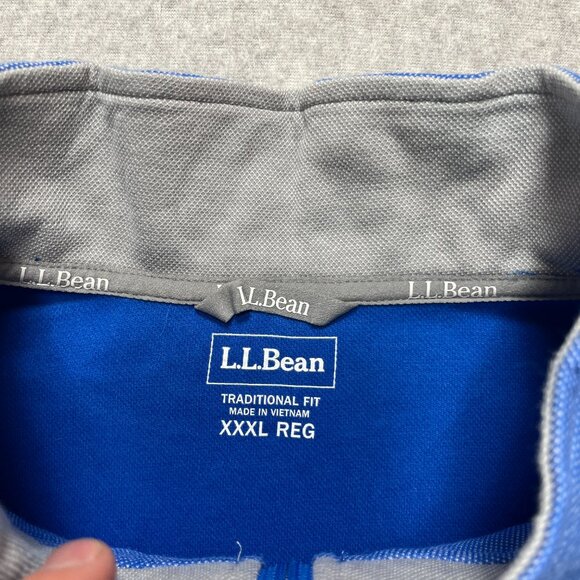 L.L.Bean L.L.Bean L.L.Bean
L.L.Bean
TRADITIONAL FIT
MADE IN VIETNAM
XXXL REG